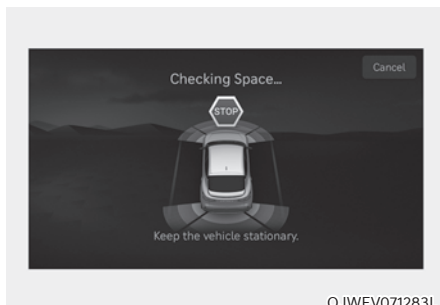 Cancel
Checking Space...
STOP
Keep the vehicle stationary.
OJWEV071283L